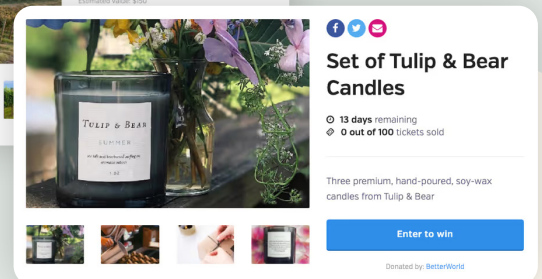 Estimated value: $150
TULIP & BEAR
SUMMER
Set of Tulip & Bear
Candles
13 days remaining
0 out of 100 tickets sold
Three premium, hand-poured, soy-wax
candles from Tulip & Bear
Enter to win
Donated by: BetterWorld